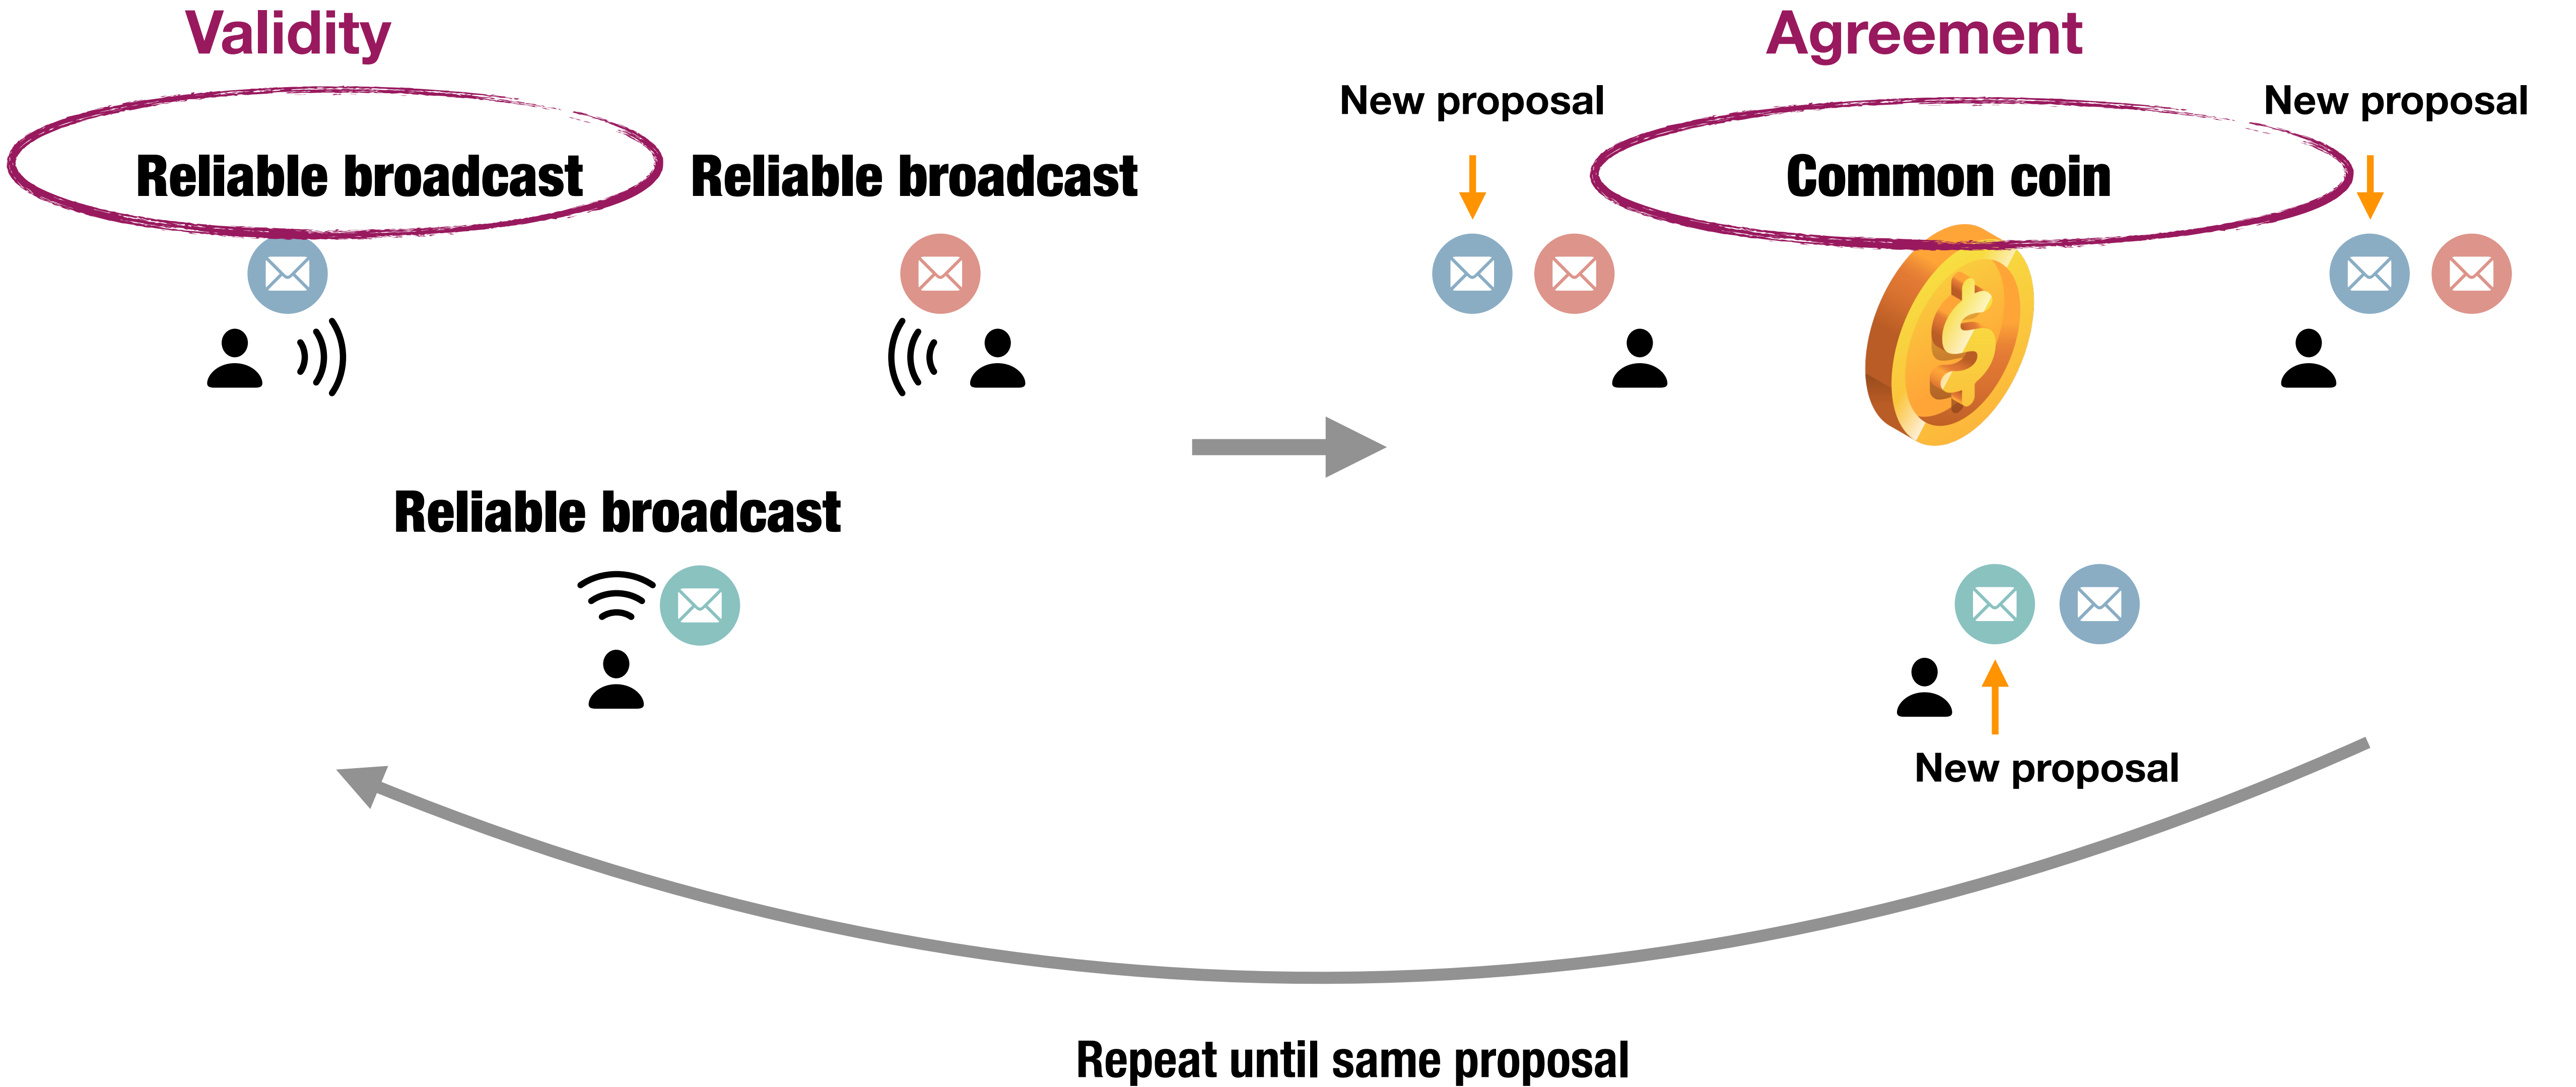 Validity
Agreement
New proposal
New proposal
Reliable broadcast
Reliable broadcast
Common coin
Reliable broadcast
New proposal
Repeat until same proposal